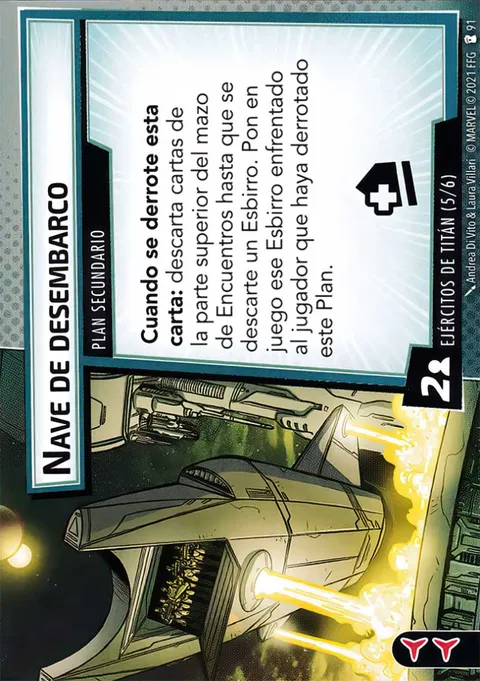 NAVE DE DESEMBARCO
PLAN SECUNDARIO
Cuando se derrote esta
carta: descarta cartas de
la parte superior del mazo
de Encuentros hasta que se
descarte un Esbirro. Pon en
juego ese Esbirro enfrentado
al jugador que haya derrotado
este Plan.
2
EJÉRCITOS DE TITÁN (5/6)
Andrea Di Vito & Laura Villari © MARVEL © 2021 FFG 91